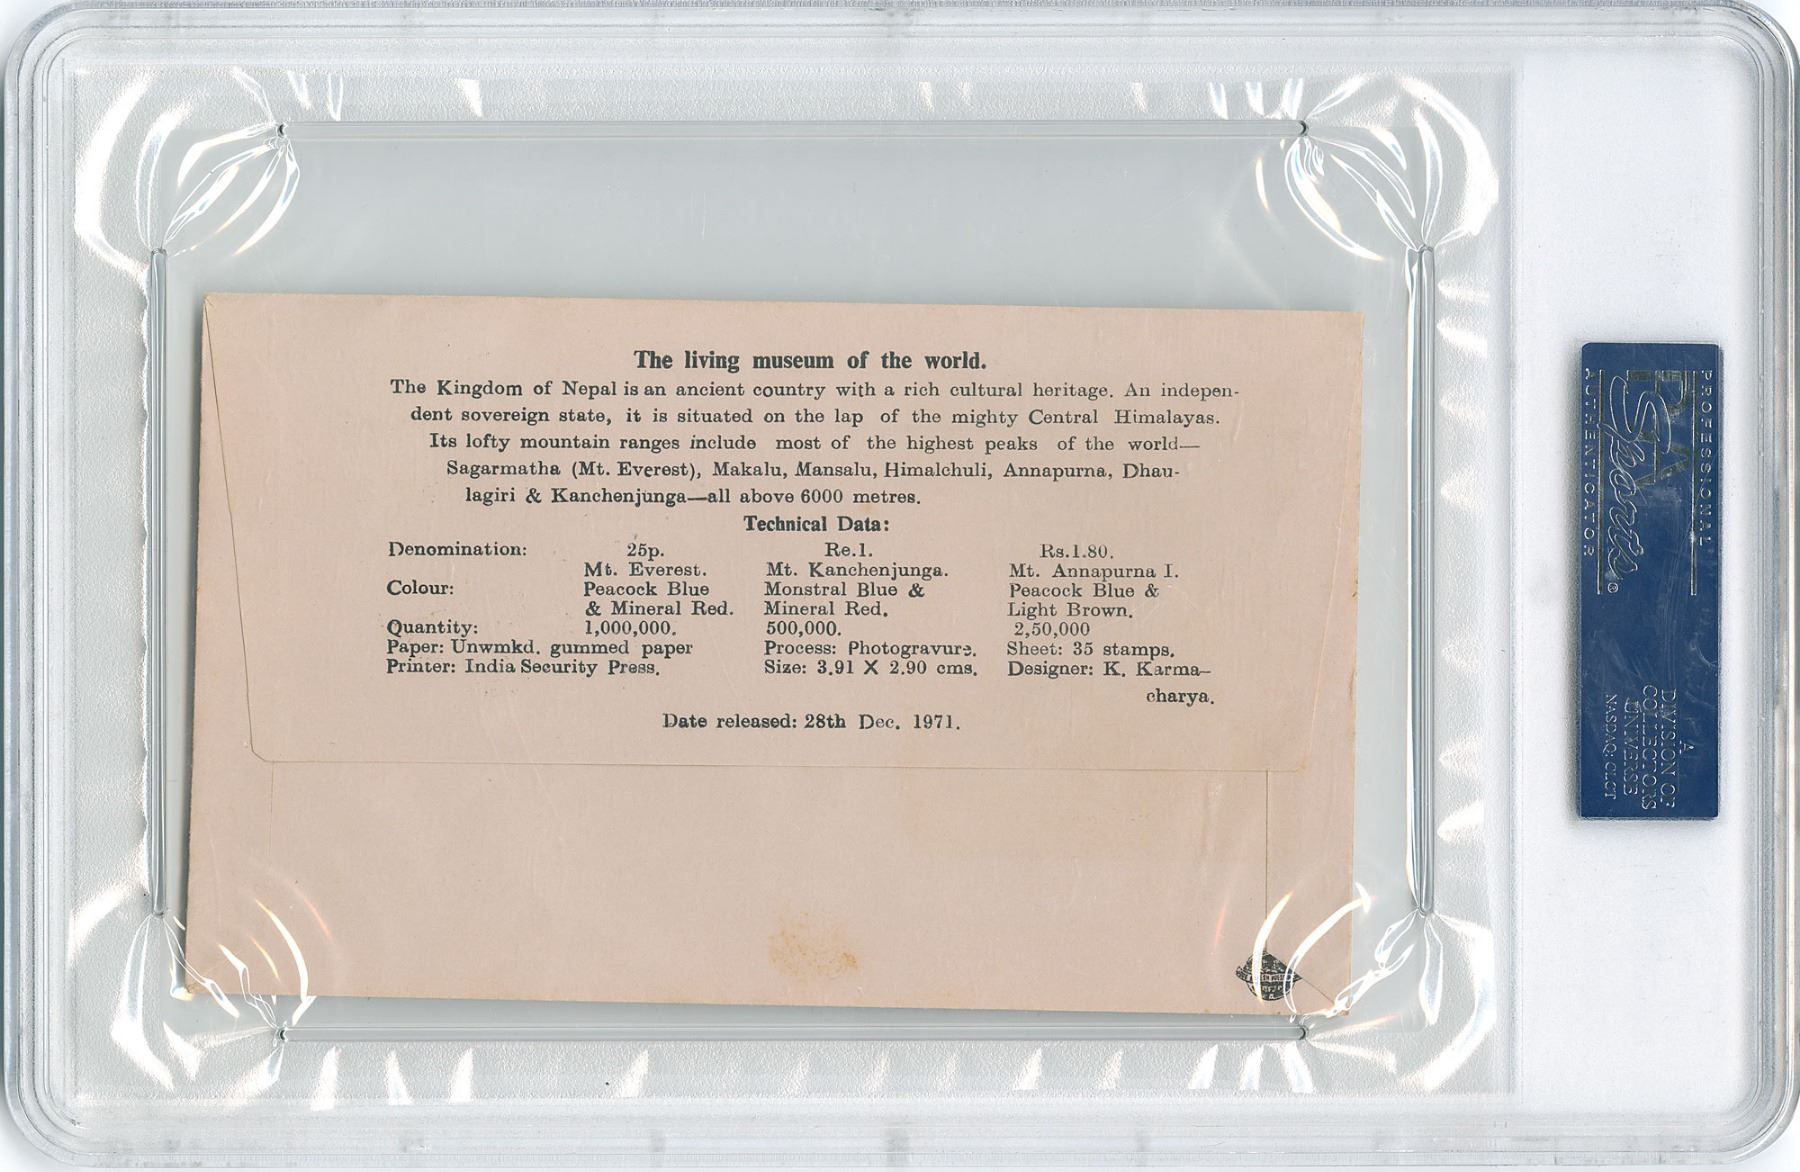 The living museum of the world.
The Kingdom of Nepal is an ancient country with a rich cultural heritage. An indepen-
dent sovereign state, it is situated on the lap of the mighty Central Himalayas.
Its lofty mountain ranges include most of the highest peaks of the world—
Sagarmatha (Mt. Everest), Makalu, Mansalu, Himalchuli, Annapurna, Dhau-
lagiri & Kanchenjunga—all above 6000 metres.
Technical Data:
Denomination: 25p. Re.1. Rs.1.80.
Mt. Everest. Mt. Kanchenjunga. Mt. Annapurna I.
Colour: Peacock Blue Monstral Blue & Peacock Blue &
& Mineral Red. Mineral Red. Light Brown.
Quantity: 1,000,000. 500,000. 2,50,000
Paper: Unwmkd. gummed paper Process: Photogravure. Sheet: 35 stamps.
Printer: India Security Press. Size: 3.91 X 2.90 cms. Designer: K. Karma—
charya.
Date released: 28th Dec. 1971.
PROFESSIONAL
PSA
Sports®
AUTHENTICATOR
A
DIVISION OF
COLLECTORS
UNIVERSE
NASDAQ: CLCT